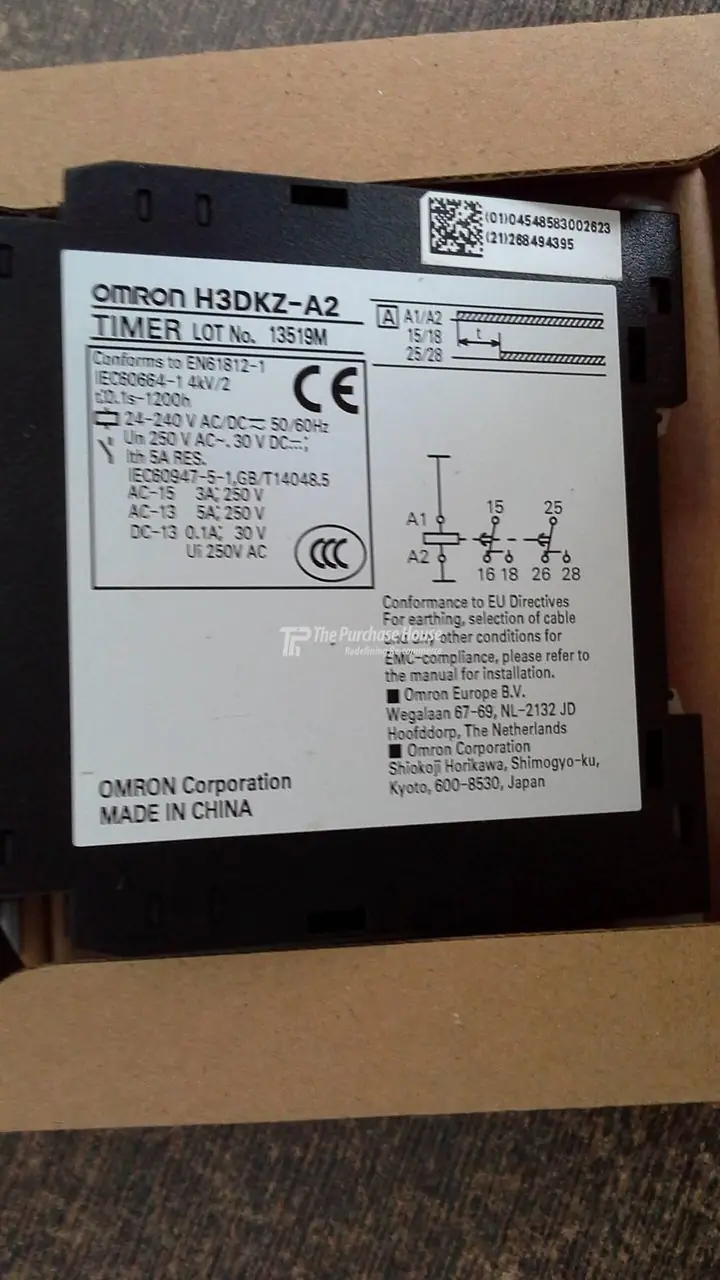 (01)04548583002623
(21)268494395
OMRON H3DKZ-A2
TIMER LOT No. 13519M
Conforms to EN61812-1
IEC60664-1 4kV/2
t:0.1s-1200h
24-240 V AC/DC 50/60Hz
Un 250 V AC~. 30 V DC
Ith 5A RES.
IEC60947-5-1,GB/T14048.5
AC-15 3A; 250 V
AC-13 5A; 250 V
DC-13 0.1A; 30 V
Ui 250V AC
CE
CCC
A A1/A2
15/18
25/28
t
15 25
A1
A2
16 18 26 28
Conformance to EU Directives
For earthing, selection of cable
and any other conditions for
EMC-compliance, please refer to
the manual for installation.
■ Omron Europe B.V.
Wegalaan 67-69, NL-2132 JD
Hoofddorp, The Netherlands
■ Omron Corporation
Shiokoji Horikawa, Shimogyo-ku,
Kyoto, 600-8530, Japan
OMRON Corporation
MADE IN CHINA
TP The Purchase House
Redefining Re-commerce